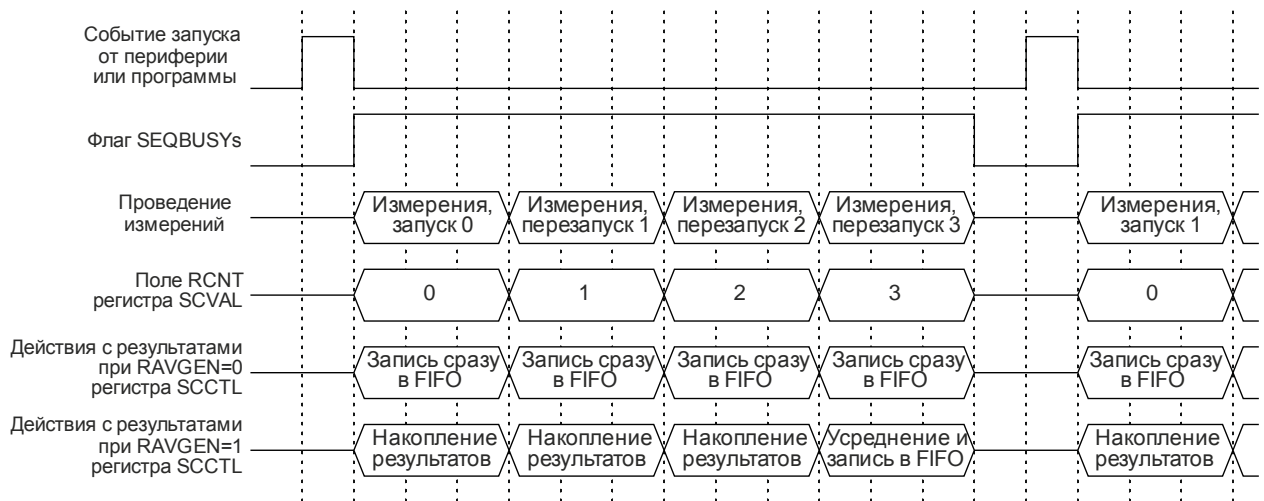 Событие запуска
от периферии
или программы
Флаг SEQBUSYs
Проведение
измерений
Измерения,
запуск 0
Измерения,
перезапуск 1
Измерения,
перезапуск 2
Измерения,
перезапуск 3
Измерения,
запуск 1
Поле RCNT
регистра SCVAL
0
1
2
3
0
Действия с результатами
при RAVGEN=0
регистра SCCTL
Запись сразу
в FIFO
Запись сразу
в FIFO
Запись сразу
в FIFO
Запись сразу
в FIFO
Запись сразу
в FIFO
Действия с результатами
при RAVGEN=1
регистра SCCTL
Накопление
результатов
Накопление
результатов
Накопление
результатов
Усреднение и
запись в FIFO
Накопление
результатов